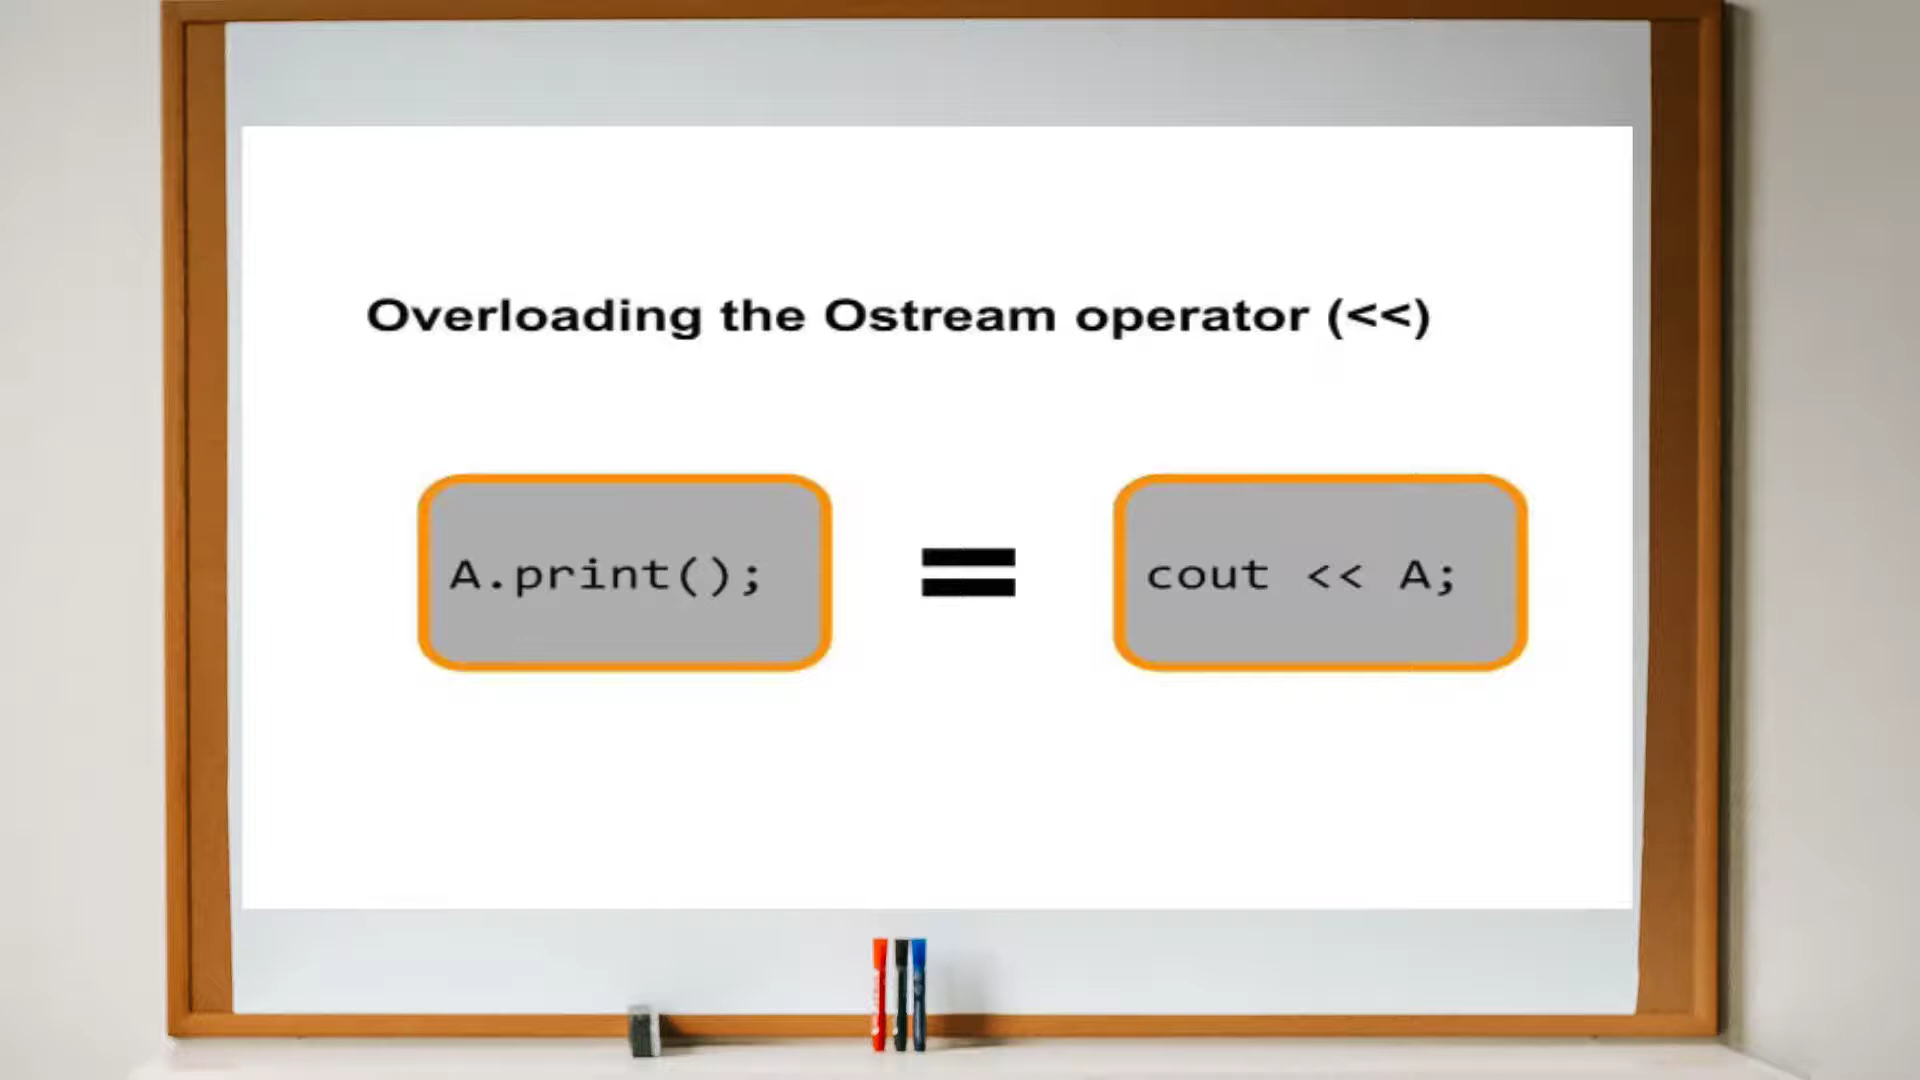 Overloading the Ostream operator (<<)
A.print(); = cout << A;